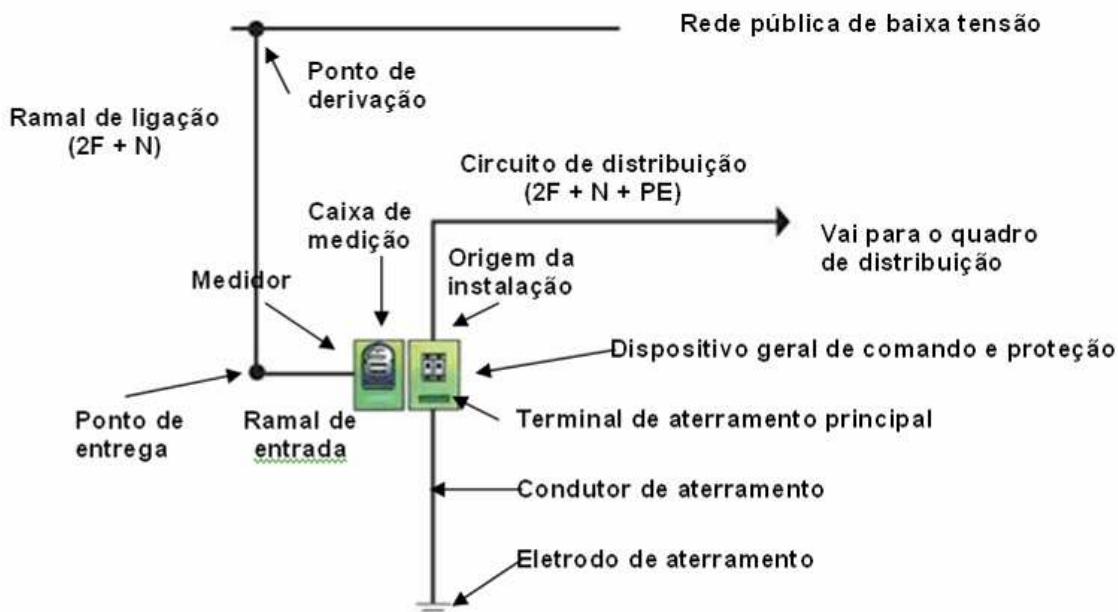 Rede pública de baixa tensão
Ponto de
derivação
Ramal de ligação
(2F + N)
Circuito de distribuição
(2F + N + PE)
Caixa de
medição
Vai para o quadro
de distribuição
Medidor
Origem da
instalação
Dispositivo geral de comando e proteção
Ponto de
entrega
Ramal de
entrada
Terminal de aterramento principal
Condutor de aterramento
Eletrodo de aterramento